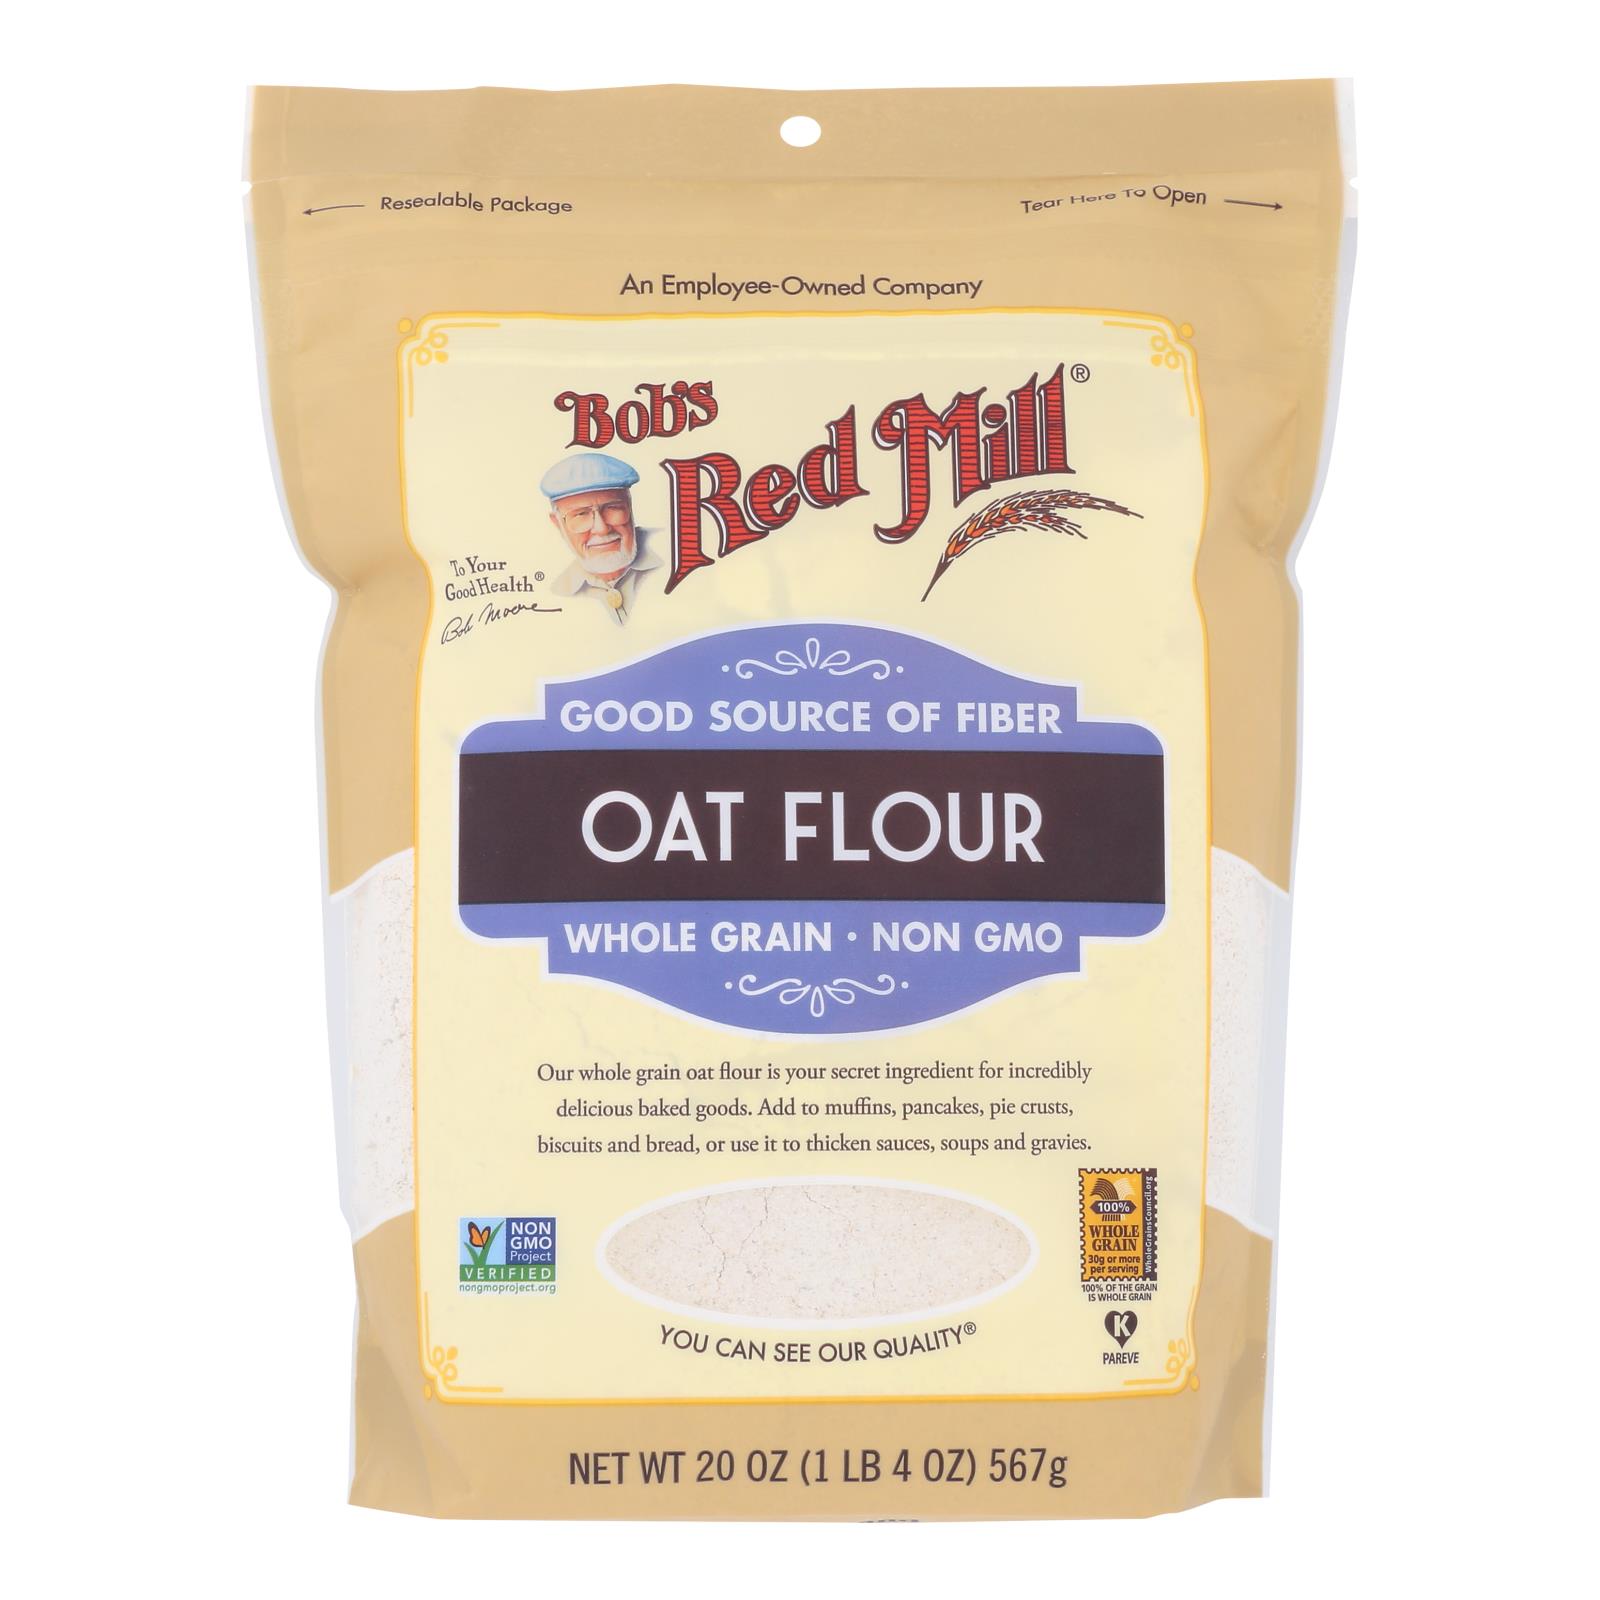 Resealable Package
Tear Here To Open
An Employee-Owned Company
Bob's
Red Mill®
To Your
Good Health®
Bob Moore
GOOD SOURCE OF FIBER
OAT FLOUR
WHOLE GRAIN • NON GMO
Our whole grain oat flour is your secret ingredient for incredibly
delicious baked goods. Add to muffins, pancakes, pie crusts,
biscuits and bread, or use it to thicken sauces, soups and gravies.
NON
GMO
Project
VERIFIED
nongmoproject.org
100%
WHOLE
GRAIN
30g or more
per serving
WholeGrainsCouncil.org
100% OF THE GRAIN
IS WHOLE GRAIN
K
PAREVE
YOU CAN SEE OUR QUALITY®
NET WT 20 OZ (1 LB 4 OZ) 567g